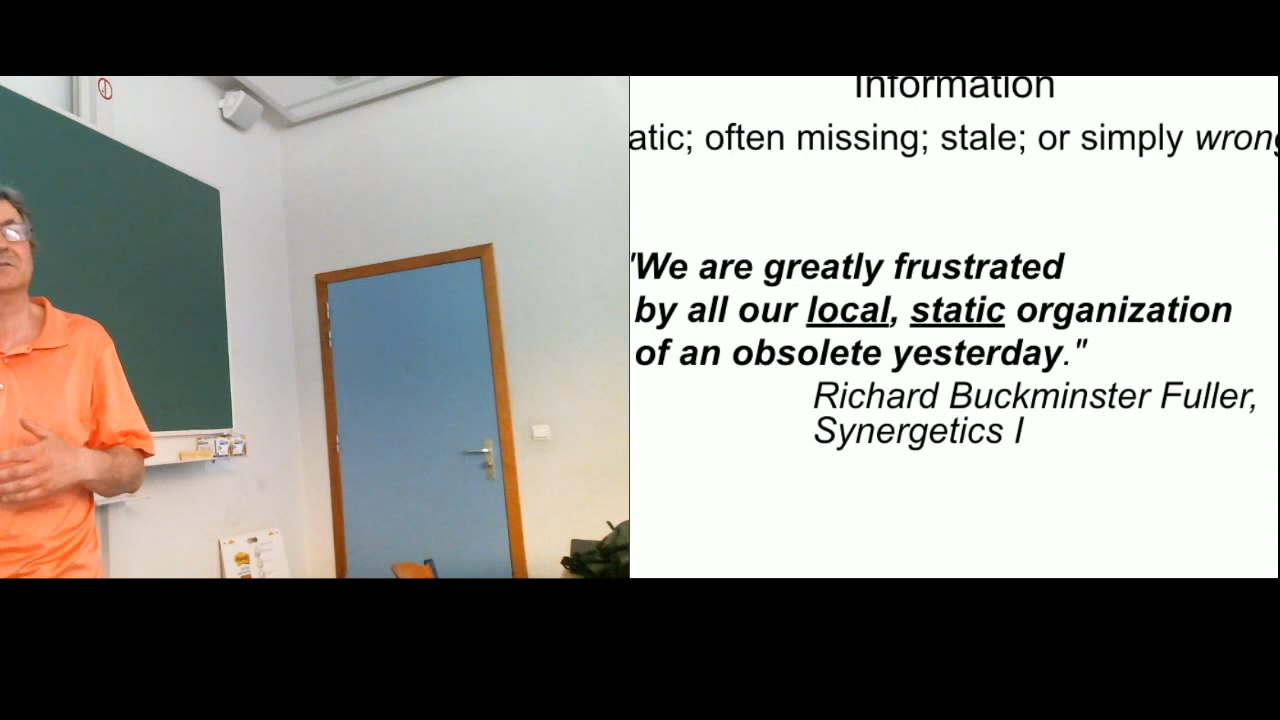 Information
atic; often missing; stale; or simply wrong
"We are greatly frustrated
by all our local, static organization
of an obsolete yesterday."
Richard Buckminster Fuller,
Synergetics I